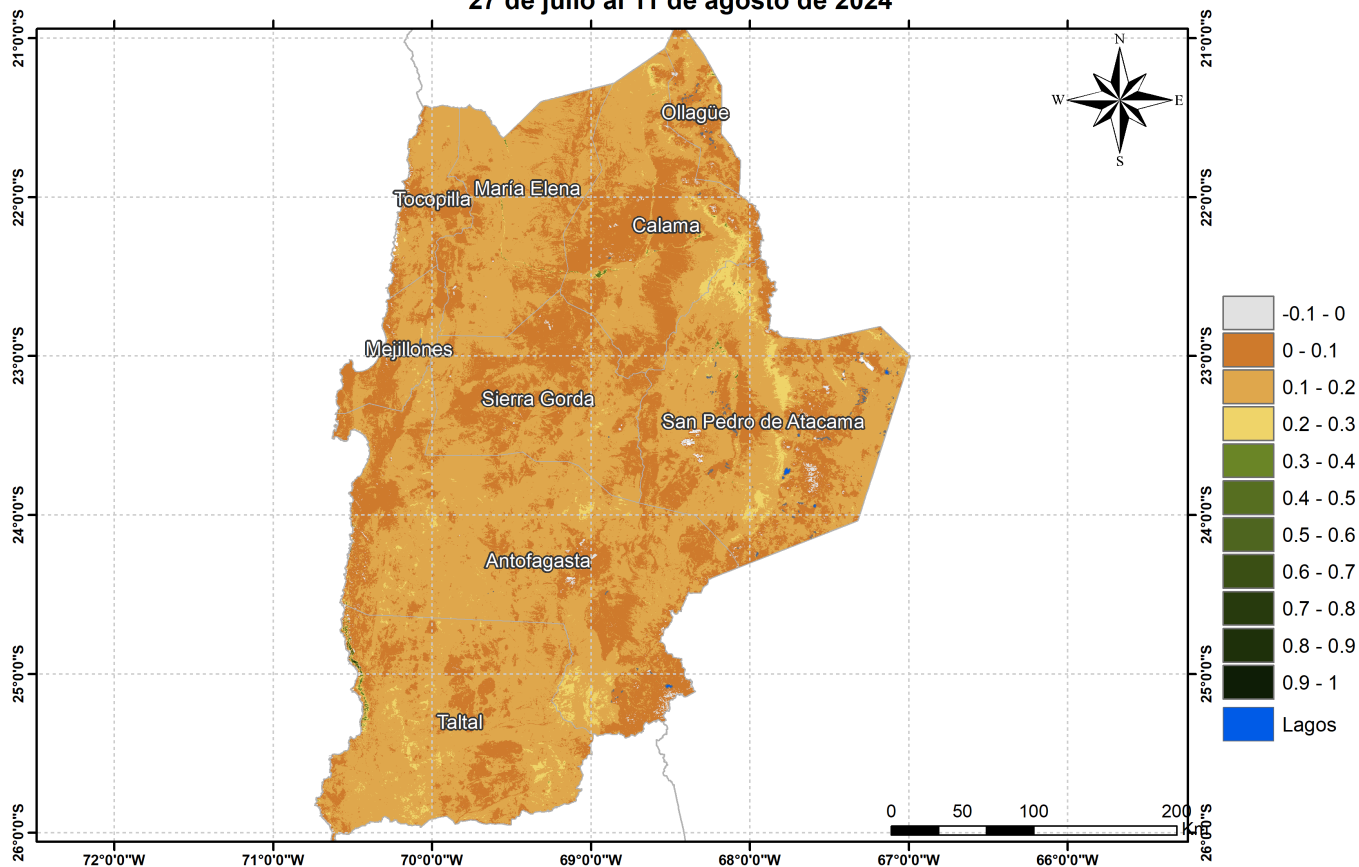 27 de julio al 11 de agosto de 2024
21°0'0"S
21°0'0"S
N
W
E
S
Ollagüe
22°0'0"S
22°0'0"S
María Elena
Tocopilla
Calama
-0.1 - 0
0 - 0.1
0.1 - 0.2
0.2 - 0.3
0.3 - 0.4
0.4 - 0.5
0.5 - 0.6
0.6 - 0.7
0.7 - 0.8
0.8 - 0.9
0.9 - 1
Lagos
23°0'0"S
23°0'0"S
Mejillones
Sierra Gorda
San Pedro de Atacama
24°0'0"S
24°0'0"S
Antofagasta
25°0'0"S
25°0'0"S
Taltal
0 50 100 200
Km
26°0'0"S
26°0'0"S
72°0'0"W 71°0'0"W 70°0'0"W 69°0'0"W 68°0'0"W 67°0'0"W 66°0'0"W